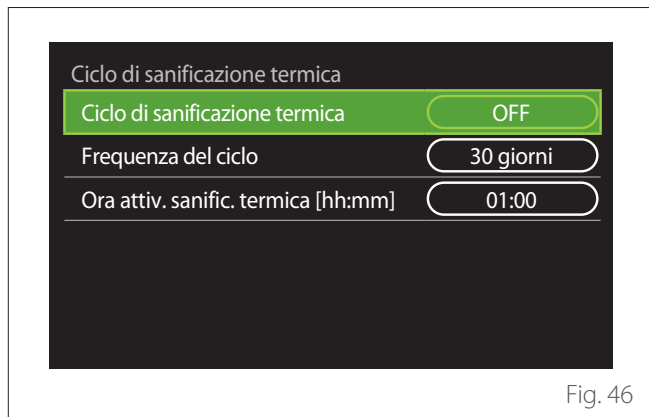 Ciclo di sanificazione termica
Ciclo di sanificazione termica OFF
Frequenza del ciclo 30 giorni
Ora attiv. sanific. termica [hh:mm] 01:00
Fig. 46